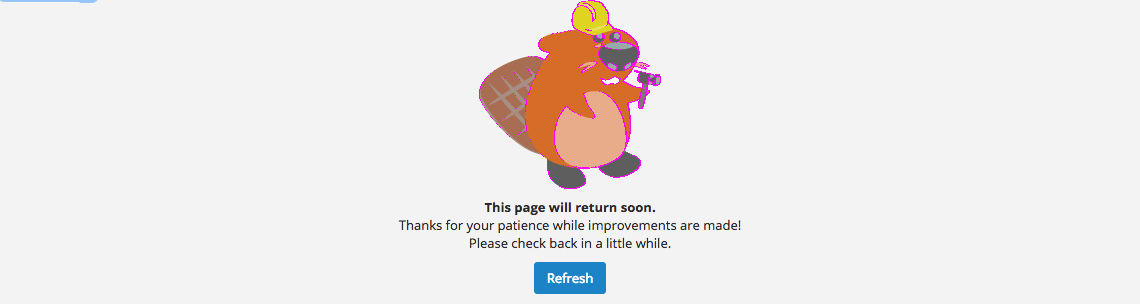 This page will return soon.
Thanks for your patience while improvements are made!
Please check back in a little while.
Refresh